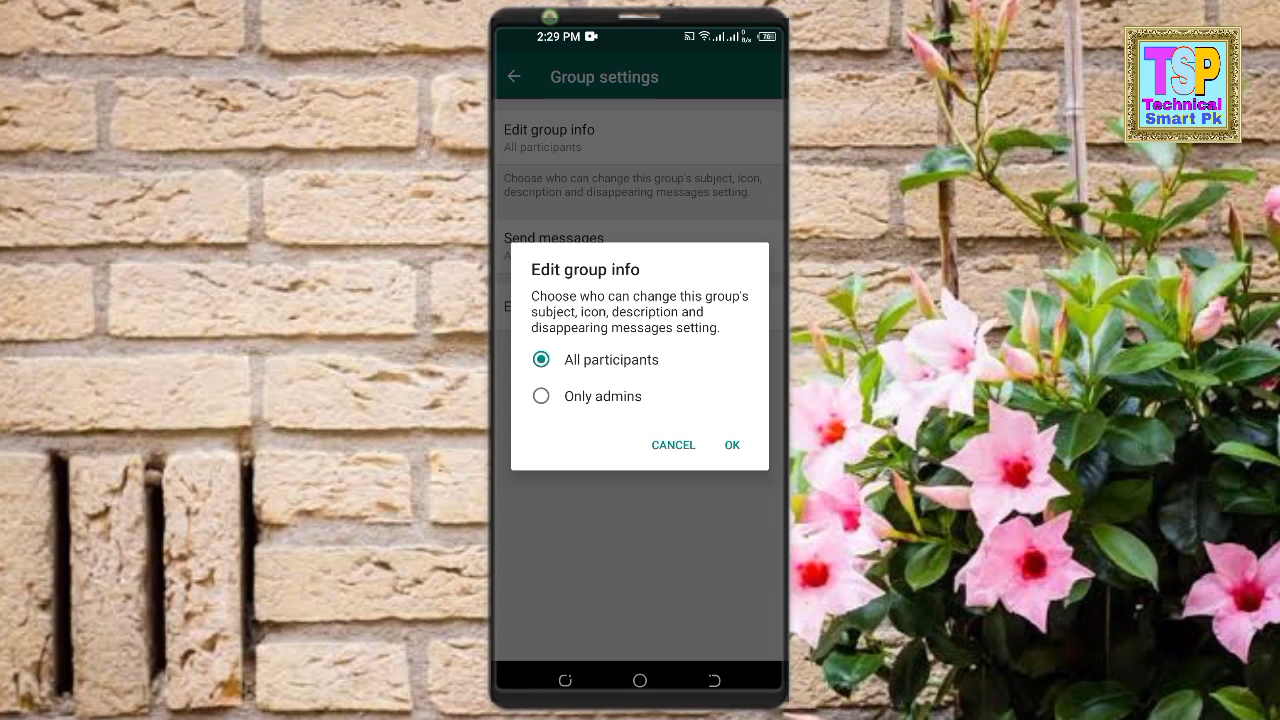 2:29 PM
0
B/s
76
Group settings
Edit group info
All participants
Choose who can change this group's subject, icon,
description and disappearing messages setting.
Send messages
Edit group info
Choose who can change this group's
subject, icon, description and
disappearing messages setting.
All participants
Only admins
CANCEL OK
TSP
Technical
Smart Pk